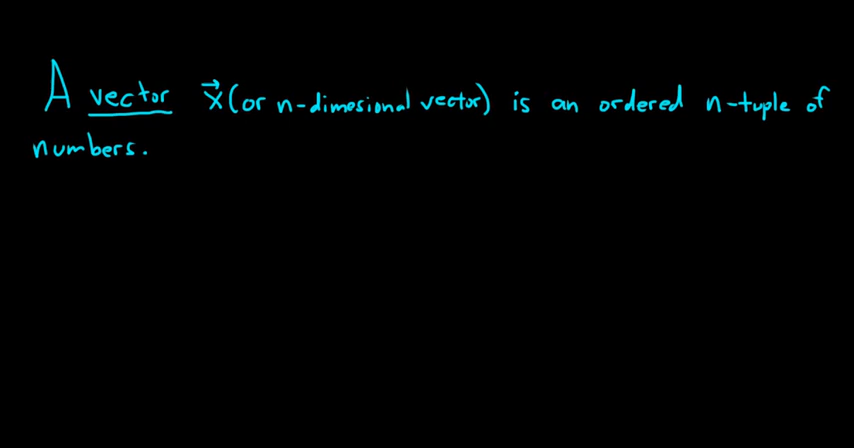 A vector x⃗ (or n-dimesional vector) is an ordered n-tuple of
numbers.